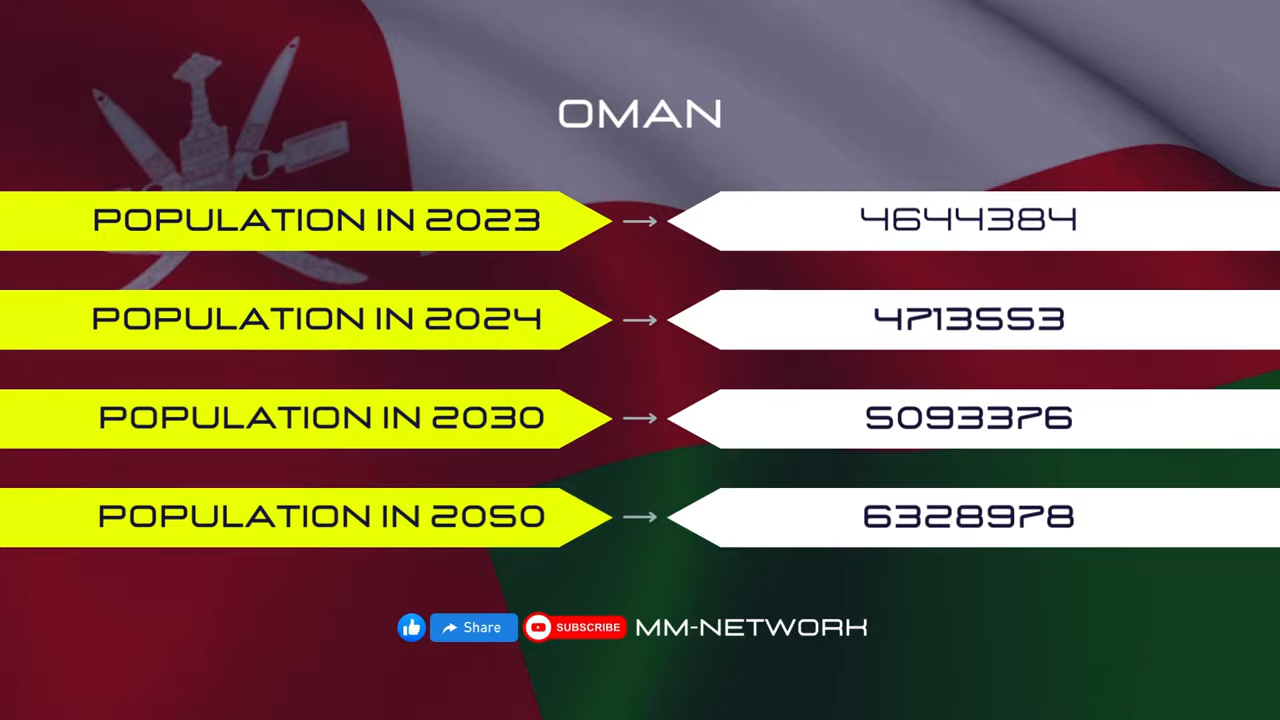 OMAN
POPULATION IN 2023 → 4644384
POPULATION IN 2024 → 4713553
POPULATION IN 2030 → 5093376
POPULATION IN 2050 → 6328978
Share SUBSCRIBE MM-NETWORK